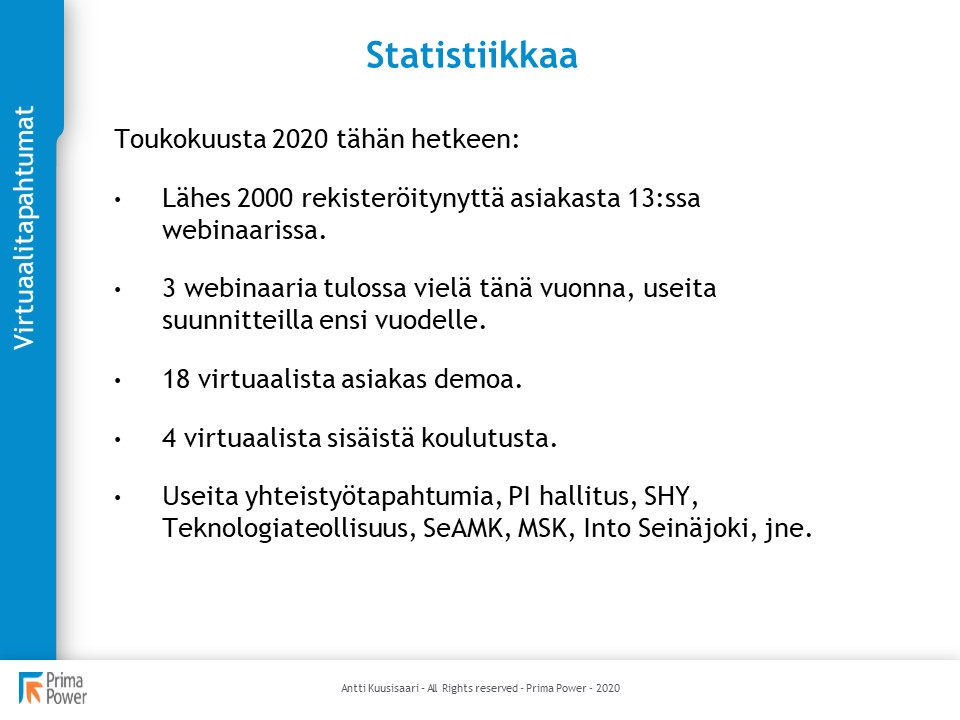 Statistiikkaa
Virtuaalitapahtumat
Toukokuusta 2020 tähän hetkeen:
• Lähes 2000 rekisteröitynyttä asiakasta 13:ssa
webinaarissa.
• 3 webinaaria tulossa vielä tänä vuonna, useita
suunnitteilla ensi vuodelle.
• 18 virtuaalista asiakas demoa.
• 4 virtuaalista sisäistä koulutusta.
• Useita yhteistyötapahtumia, PI hallitus, SHY,
Teknologiateollisuus, SeAMK, MSK, Into Seinäjoki, jne.
Prima
Power
Antti Kuusisaari - All Rights reserved - Prima Power - 2020